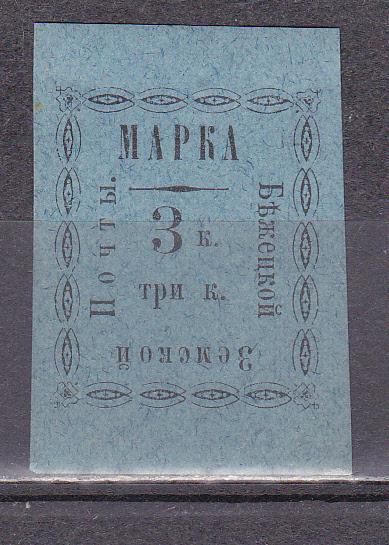 МАРКА
Бѣжецкой
Земской
Почты.
3 к.
три к.